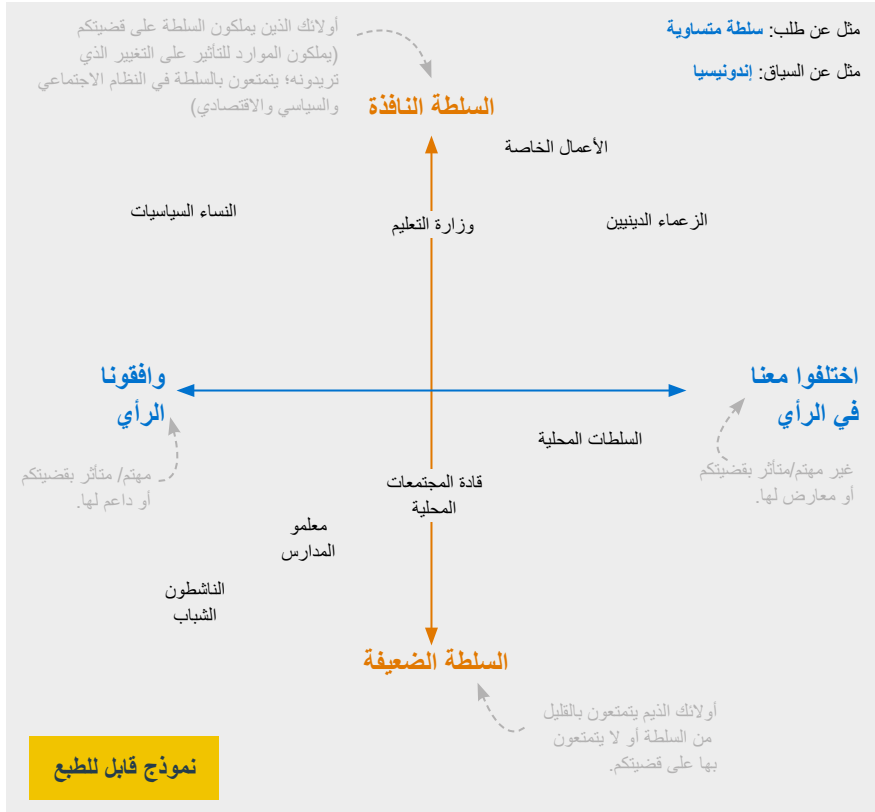 مثل عن طلب: سلطة متساوية
مثل عن السياق: إندونيسيا
أولائك الذين يملكون السلطة على قضيتكم
(يملكون الموارد للتأثير على التغيير الذي
تريدونه؛ يتمتعون بالسلطة في النظام الاجتماعي
والسياسي والاقتصادي)
السلطة النافذة
الأعمال الخاصة
الزعماء الدينيين
وزارة التعليم
النساء السياسيات
اختلفوا معنا
في الرأي
وافقونا
الرأي
غير مهتم/متأثر بقضيتكم
أو معارض لها.
مهتم/ متأثر بقضيتكم
أو داعم لها.
السلطات المحلية
قادة المجتمعات
المحلية
معلمو
المدارس
الناشطون
الشباب
السلطة الضعيفة
أولائك الذيم يتمتعون بالقليل
من السلطة أو لا يتمتعون
بها على قضيتكم.
نموذج قابل للطبع